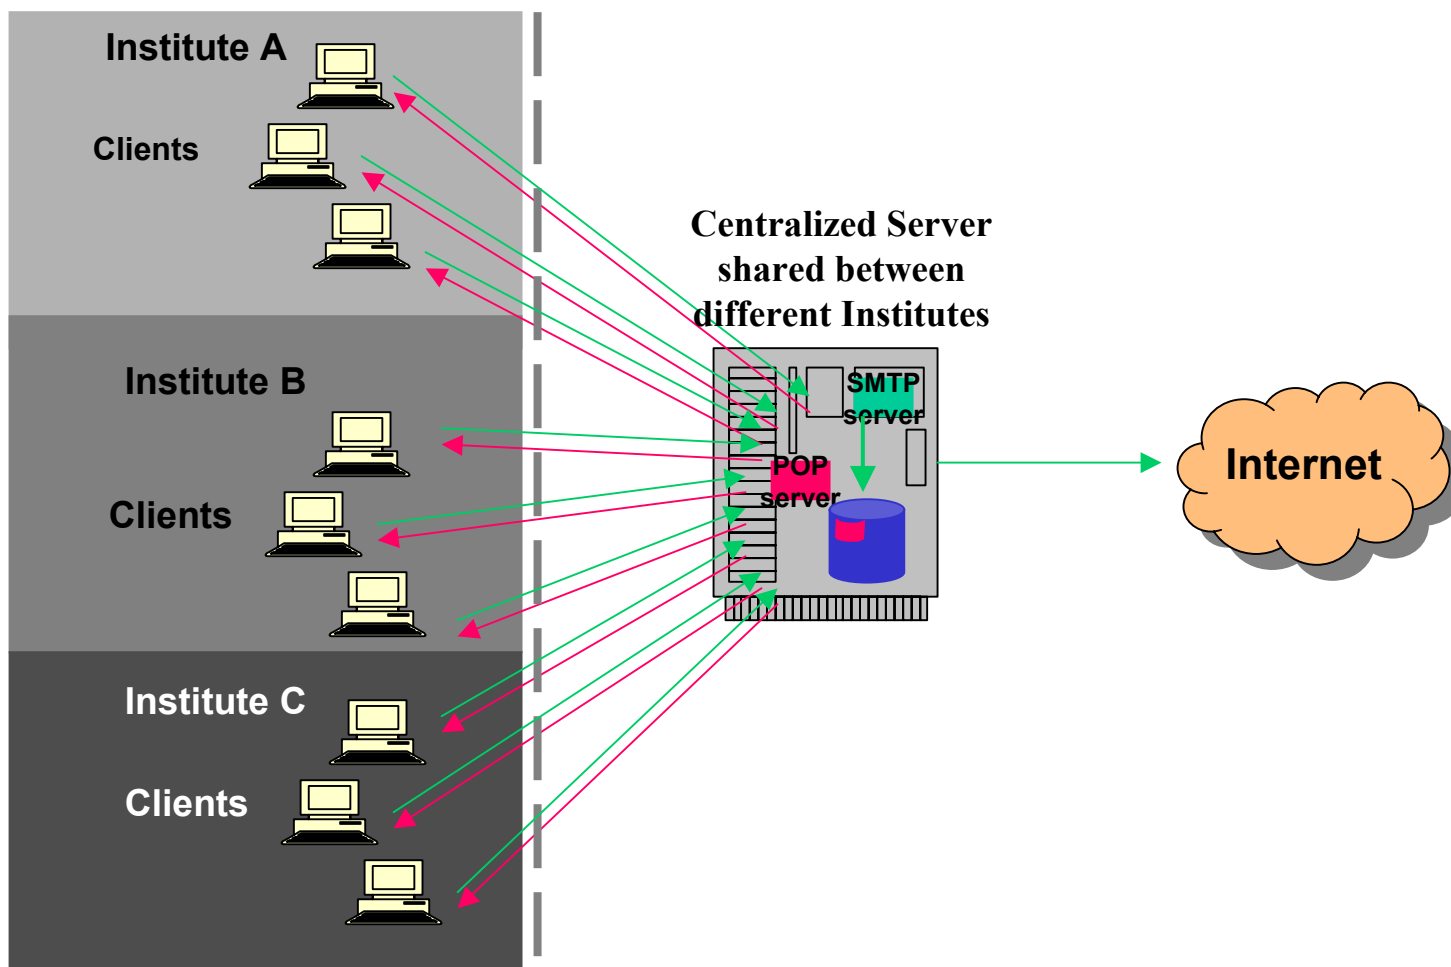 Institute A
Clients
Centralized Server
shared between
different Institutes
Institute B
Clients
SMTP
server
POP
server
Internet
Institute C
Clients